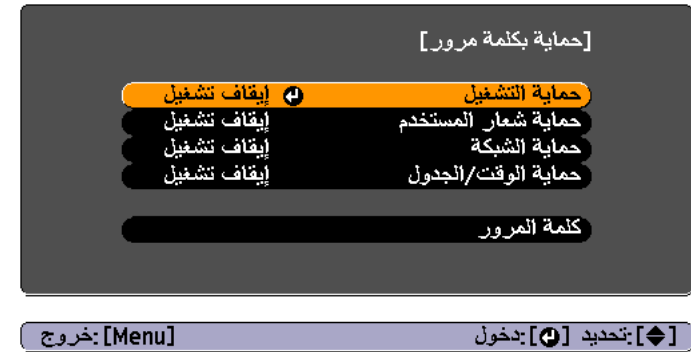 [حماية بكلمة مرور]
حماية التشغيل إيقاف تشغيل
حماية شعار المستخدم إيقاف تشغيل
حماية الشبكة إيقاف تشغيل
حماية الوقت/الجدول إيقاف تشغيل
كلمة المرور
[◆]:تحديد [⏎]:دخول [Menu]:خروج